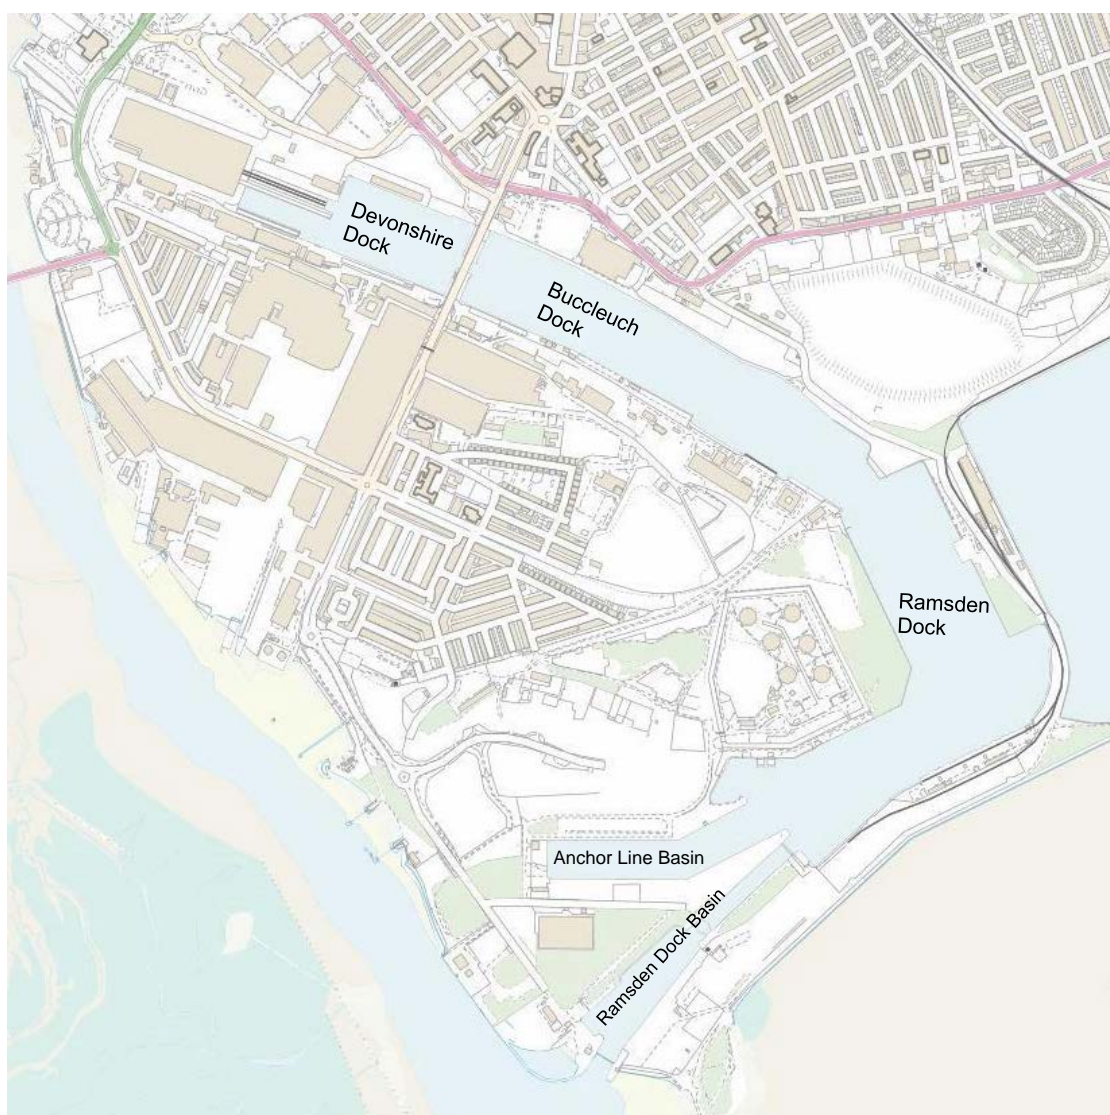 Devonshire
Dock
Buccleuch
Dock
Ramsden
Dock
Anchor Line Basin
Ramsden Dock Basin